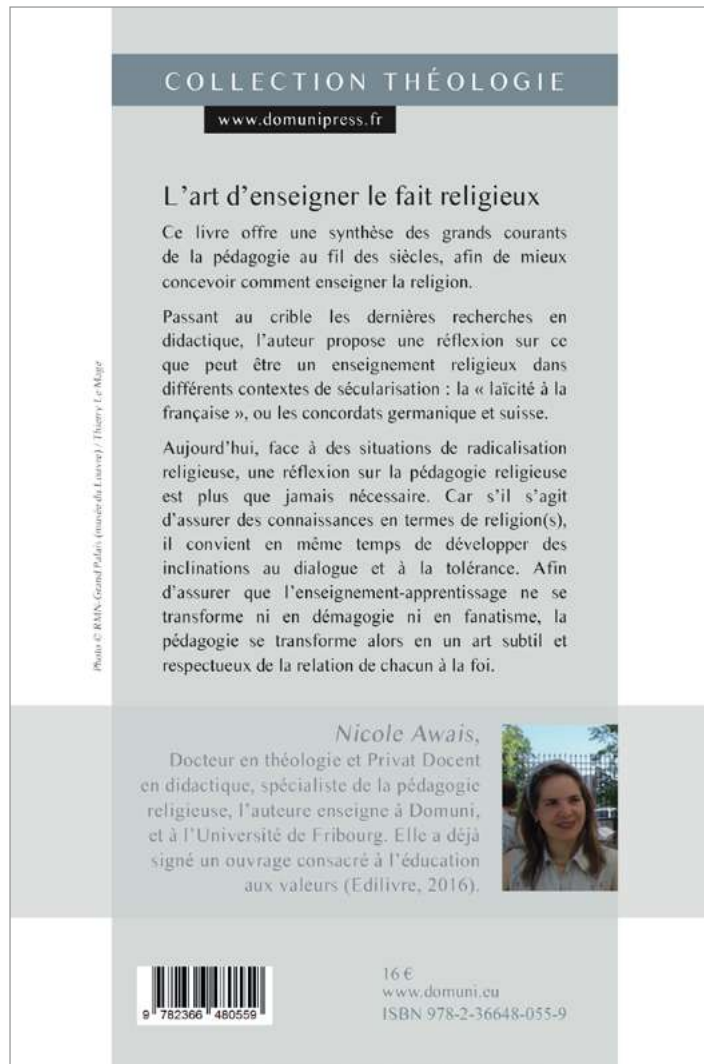 COLLECTION THÉOLOGIE
www.domunipress.fr
L'art d'enseigner le fait religieux
Ce livre offre une synthèse des grands courants
de la pédagogie au fil des siècles, afin de mieux
concevoir comment enseigner la religion.
Passant au crible les dernières recherches en
didactique, l'auteur propose une réflexion sur ce
que peut être un enseignement religieux dans
différents contextes de sécularisation : la « laïcité à la
française », ou les concordats germanique et suisse.
Aujourd'hui, face à des situations de radicalisation
religieuse, une réflexion sur la pédagogie religieuse
est plus que jamais nécessaire. Car s'il s'agit
d'assurer des connaissances en termes de religion(s),
il convient en même temps de développer des
inclinations au dialogue et à la tolérance. Afin
d'assurer que l'enseignement-apprentissage ne se
transforme ni en démagogie ni en fanatisme, la
pédagogie se transforme alors en un art subtil et
respectueux de la relation de chacun à la foi.
Photo © RMN-Grand Palais (musée du Louvre) / Thierry Le Mage
Nicole Awais,
Docteur en théologie et Privat Docent
en didactique, spécialiste de la pédagogie
religieuse, l'auteure enseigne à Domuni,
et à l'Université de Fribourg. Elle a déjà
signé un ouvrage consacré à l'éducation
aux valeurs (Edilivre, 2016).
9 782366 480559
16 €
www.domuni.eu
ISBN 978-2-36648-055-9